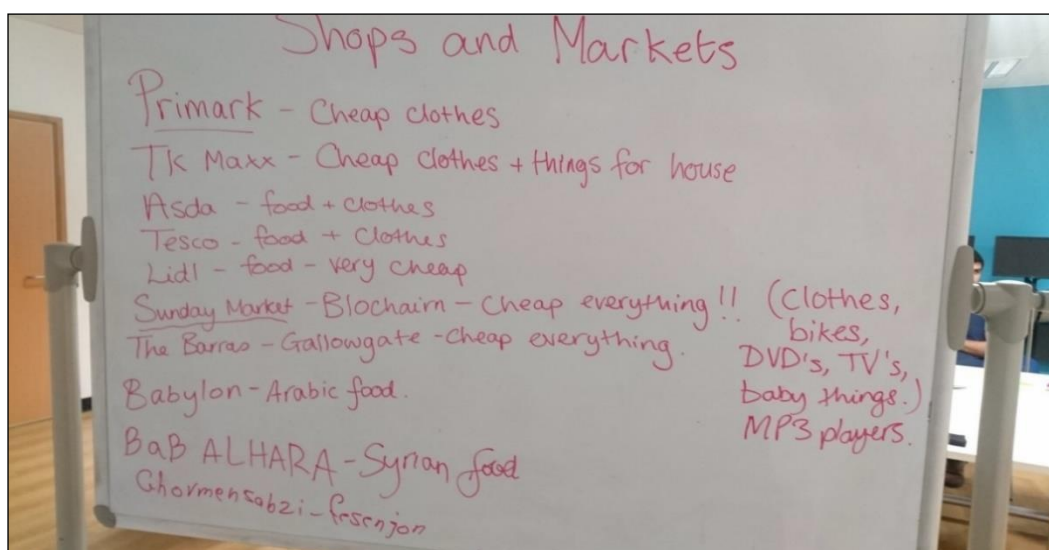 Shops and Markets
Primark - Cheap clothes
TK Maxx - Cheap clothes + things for house
Asda - food + clothes
Tesco - food + clothes
Lidl - food - very cheap
Sunday Market - Blochairn - Cheap everything!! (clothes,
bikes,
DVD's, TV's,
baby things.)
MP3 players.
The Barras - Gallowgate - cheap everything.
Babylon - Arabic food.
BaB ALHARA - Syrian food
Ghormensabzi - fesenjon